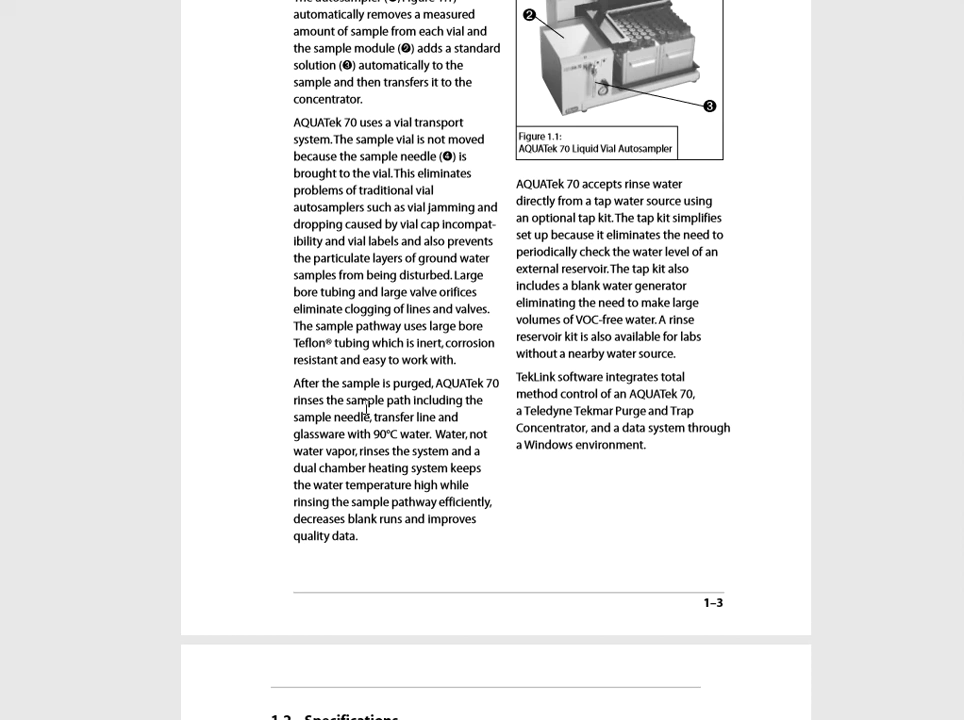 automatically removes a measured
amount of sample from each vial and
the sample module (❷) adds a standard
solution (❸) automatically to the
sample and then transfers it to the
concentrator.
AQUATek 70 uses a vial transport
system. The sample vial is not moved
because the sample needle (❹) is
brought to the vial. This eliminates
problems of traditional vial
autosamplers such as vial jamming and
dropping caused by vial cap incompat-
ibility and vial labels and also prevents
the particulate layers of ground water
samples from being disturbed. Large
bore tubing and large valve orifices
eliminate clogging of lines and valves.
The sample pathway uses large bore
Teflon® tubing which is inert, corrosion
resistant and easy to work with.
After the sample is purged, AQUATek 70
rinses the sample path including the
sample needle, transfer line and
glassware with 90°C water. Water, not
water vapor, rinses the system and a
dual chamber heating system keeps
the water temperature high while
rinsing the sample pathway efficiently,
decreases blank runs and improves
quality data.
❷
❸
Figure 1.1:
AQUATek 70 Liquid Vial Autosampler
AQUATek 70 accepts rinse water
directly from a tap water source using
an optional tap kit. The tap kit simplifies
set up because it eliminates the need to
periodically check the water level of an
external reservoir. The tap kit also
includes a blank water generator
eliminating the need to make large
volumes of VOC-free water. A rinse
reservoir kit is also available for labs
without a nearby water source.
TekLink software integrates total
method control of an AQUATek 70,
a Teledyne Tekmar Purge and Trap
Concentrator, and a data system through
a Windows environment.
1–3
1.2 Specifications